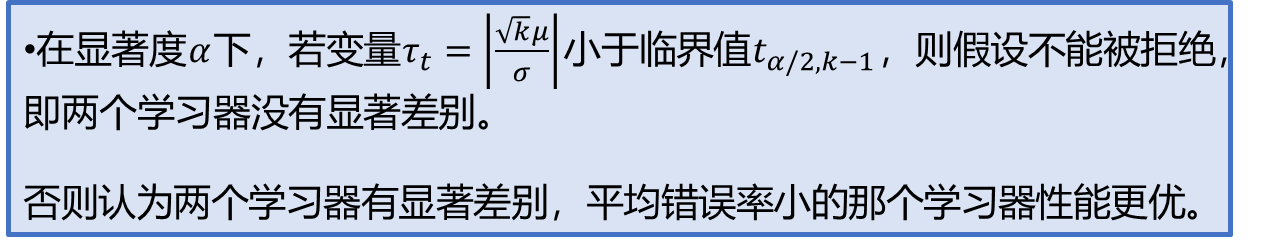 •在显著度𝛼下，若变量𝜏𝑡 = |√𝑘𝜇/𝜎|小于临界值𝑡𝛼/2,𝑘−1，则假设不能被拒绝，
即两个学习器没有显著差别。
否则认为两个学习器有显著差别，平均错误率小的那个学习器性能更优。